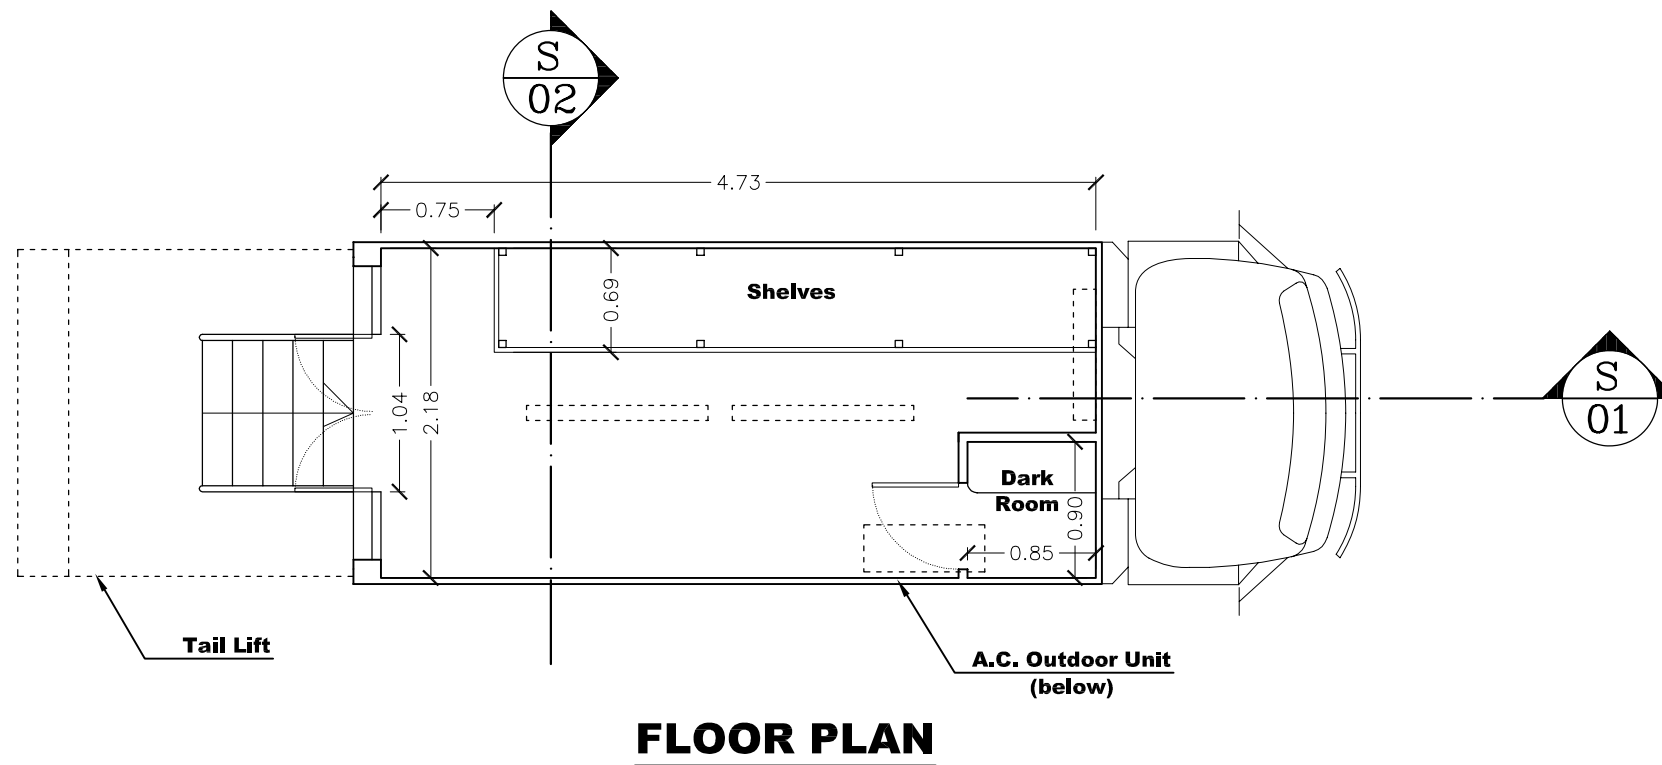 S
02
4.73
0.75
0.69
Shelves
S
01
1.04
2.18
Dark
Room
0.90
0.85
Tail Lift
A.C. Outdoor Unit
(below)
FLOOR PLAN